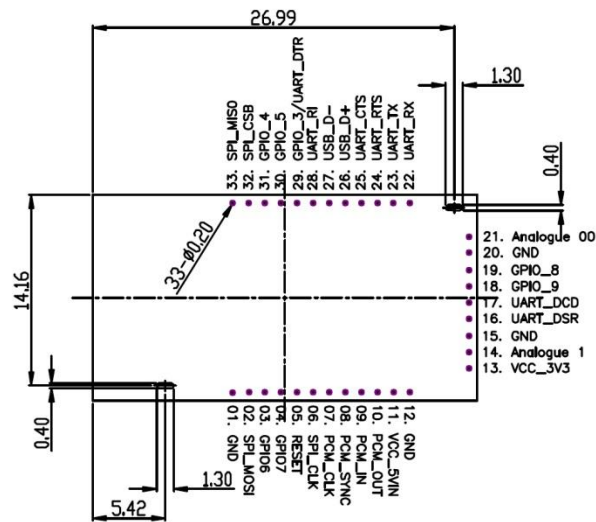 26.99
1.30
0.40
33. SPI_MISO
32. SPI_CSB
31. GPIO_4
30. GPIO_5
29. GPIO_3/UART_DTR
28. UART_RI
27. USB_D-
26. USB_D+
25. UART_CTS
24. UART_RTS
23. UART_TX
22. UART_RX
33-ø0.20
14.16
21. Analogue 00
20. GND
19. GPIO_8
18. GPIO_9
17. UART_DCD
16. UART_DSR
15. GND
14. Analogue 1
13. VCC_3V3
0.40
1.30
5.42
01. GND
02. SPI_MOSI
03. GPIO6
04. GPIO7
05. RESET
06. SPI_CLK
07. PCM_CLK
08. PCM_SYNC
09. PCM_IN
10. PCM_OUT
11. VCC_5VIN
12. GND